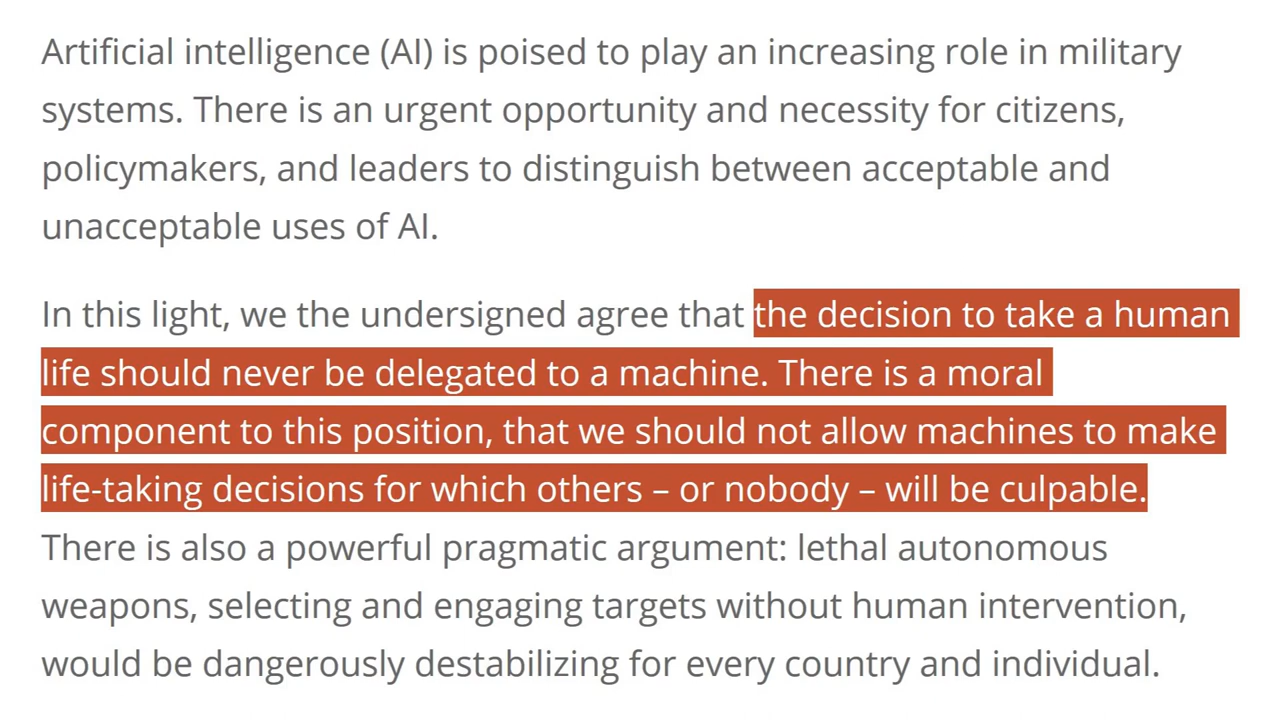 Artificial intelligence (AI) is poised to play an increasing role in military
systems. There is an urgent opportunity and necessity for citizens,
policymakers, and leaders to distinguish between acceptable and
unacceptable uses of AI.
In this light, we the undersigned agree that the decision to take a human
life should never be delegated to a machine. There is a moral
component to this position, that we should not allow machines to make
life-taking decisions for which others – or nobody – will be culpable.
There is also a powerful pragmatic argument: lethal autonomous
weapons, selecting and engaging targets without human intervention,
would be dangerously destabilizing for every country and individual.